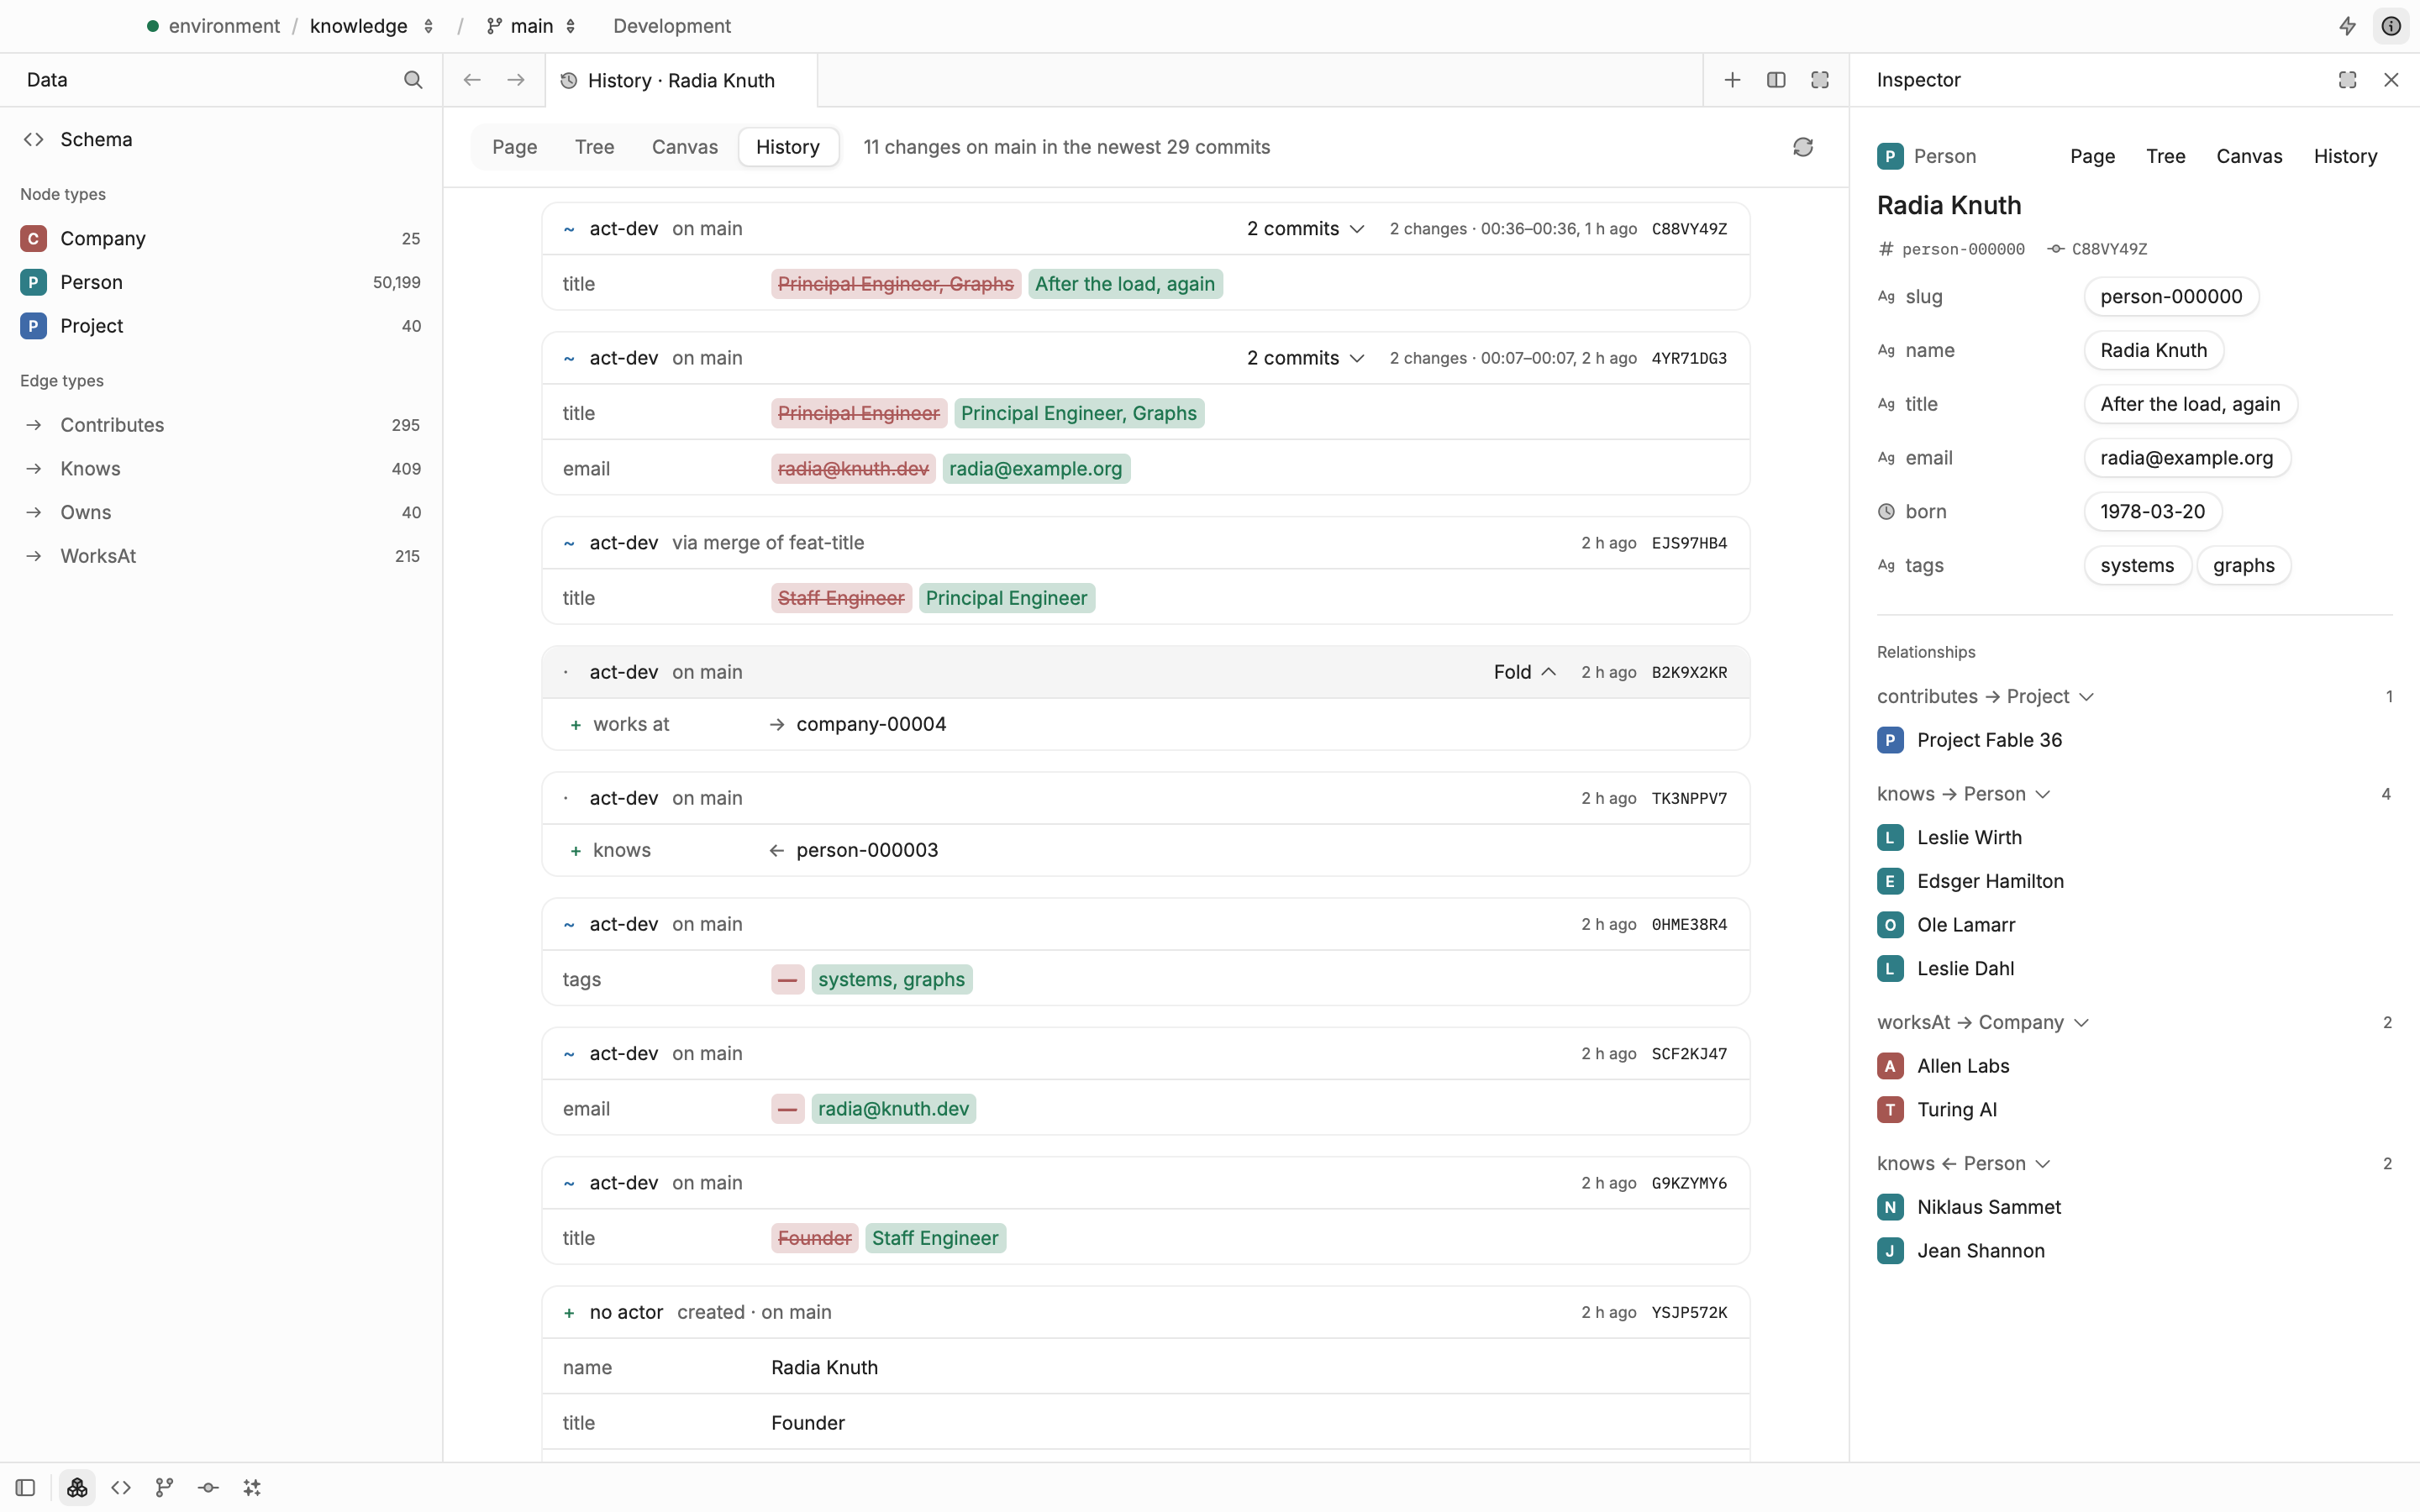 environment / knowledge / main Development
Data
History · Radia Knuth
Inspector
Schema
Node types
C Company 25
P Person 50,199
P Project 40
Edge types
Contributes 295
Knows 409
Owns 40
WorksAt 215
Page Tree Canvas History 11 changes on main in the newest 29 commits
~ act-dev on main 2 commits 2 changes · 00:36–00:36, 1 h ago C88VY49Z
title Principal Engineer, Graphs After the load, again
~ act-dev on main 2 commits 2 changes · 00:07–00:07, 2 h ago 4YR71DG3
title Principal Engineer Principal Engineer, Graphs
email radia@knuth.dev radia@example.org
~ act-dev via merge of feat-title 2 h ago EJS97HB4
title Staff Engineer Principal Engineer
· act-dev on main Fold 2 h ago B2K9X2KR
+ works at → company-00004
· act-dev on main 2 h ago TK3NPPV7
+ knows ← person-000003
~ act-dev on main 2 h ago 0HME38R4
tags — systems, graphs
~ act-dev on main 2 h ago SCF2KJ47
email — radia@knuth.dev
~ act-dev on main 2 h ago G9KZYMY6
title Founder Staff Engineer
+ no actor created · on main 2 h ago YSJP572K
name Radia Knuth
title Founder
P Person Page Tree Canvas History
Radia Knuth
# person-000000 C88VY49Z
Ag slug person-000000
Ag name Radia Knuth
Ag title After the load, again
Ag email radia@example.org
born 1978-03-20
Ag tags systems graphs
Relationships
contributes → Project 1
P Project Fable 36
knows → Person 4
L Leslie Wirth
E Edsger Hamilton
O Ole Lamarr
L Leslie Dahl
worksAt → Company 2
A Allen Labs
T Turing AI
knows ← Person 2
N Niklaus Sammet
J Jean Shannon